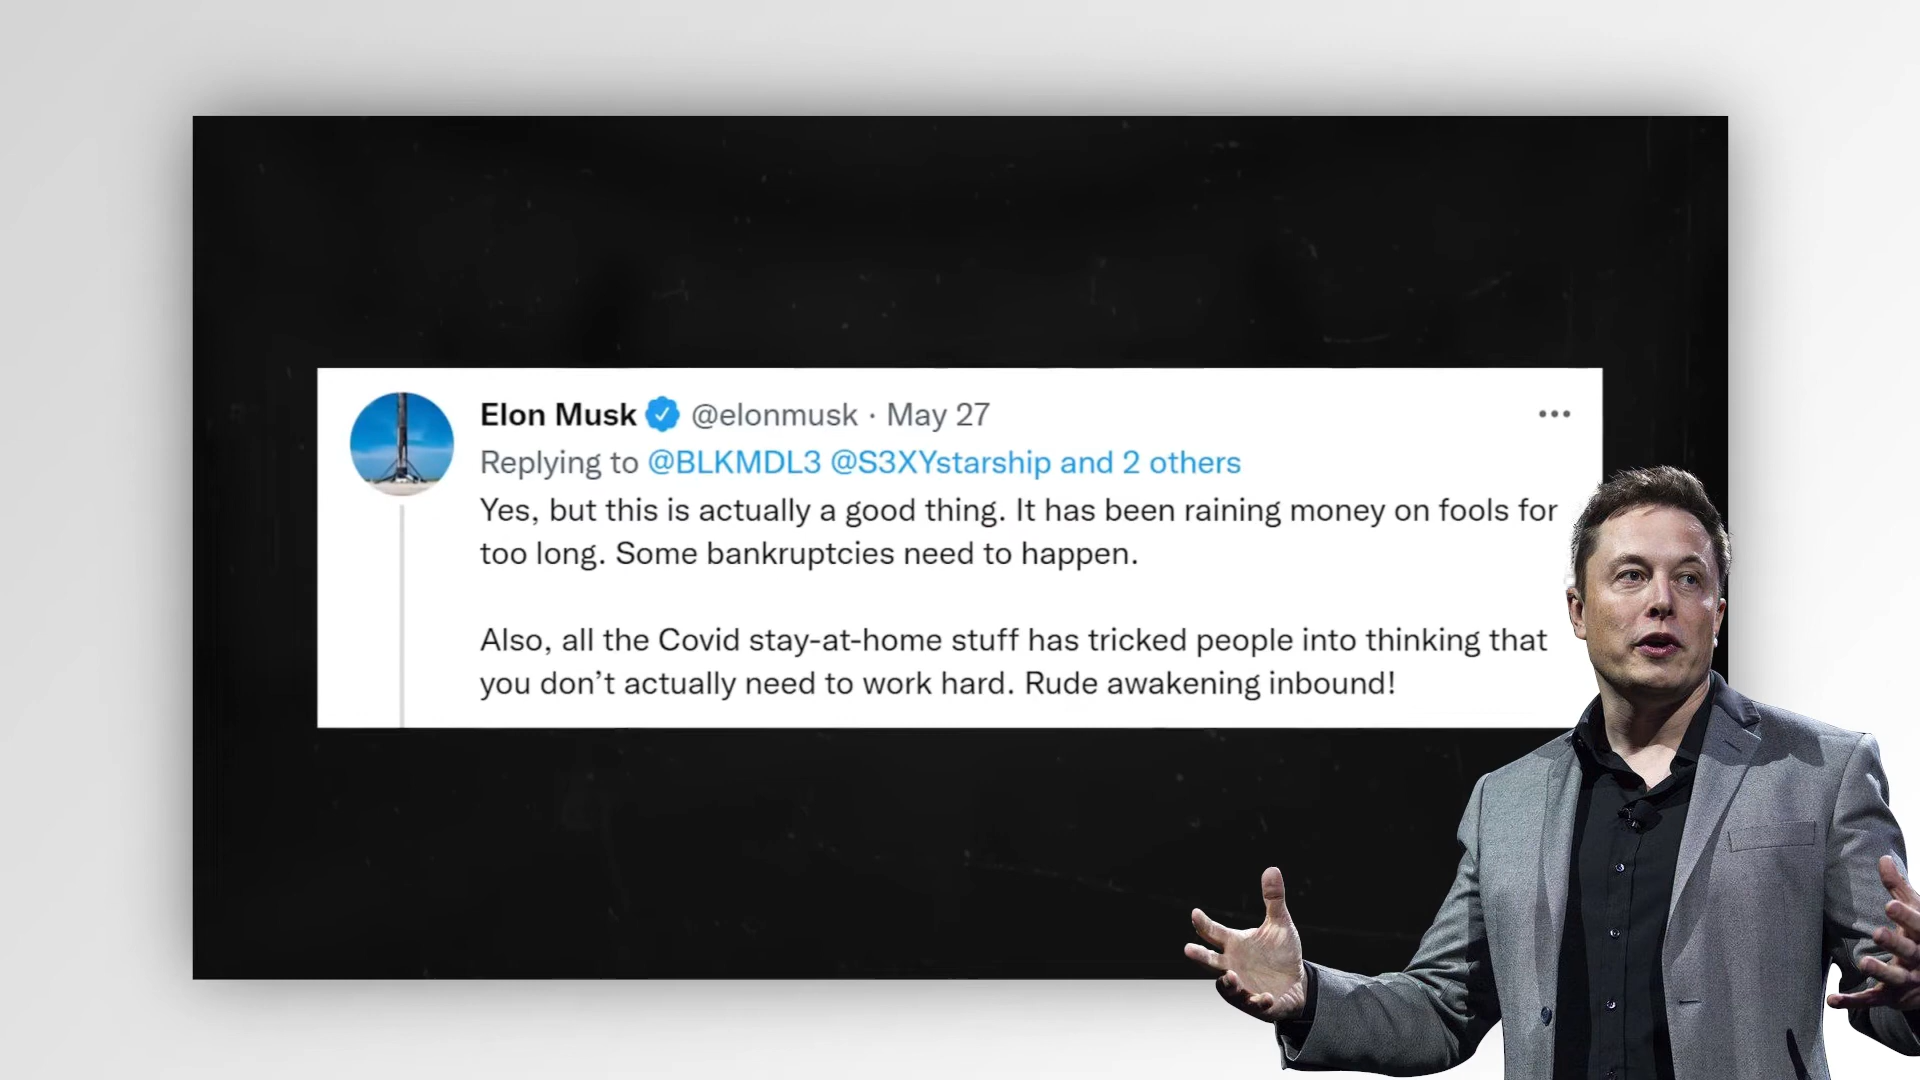 Elon Musk @elonmusk · May 27
Replying to @BLKMDL3 @S3XYstarship and 2 others
Yes, but this is actually a good thing. It has been raining money on fools for
too long. Some bankruptcies need to happen.
Also, all the Covid stay-at-home stuff has tricked people into thinking that
you don’t actually need to work hard. Rude awakening inbound!